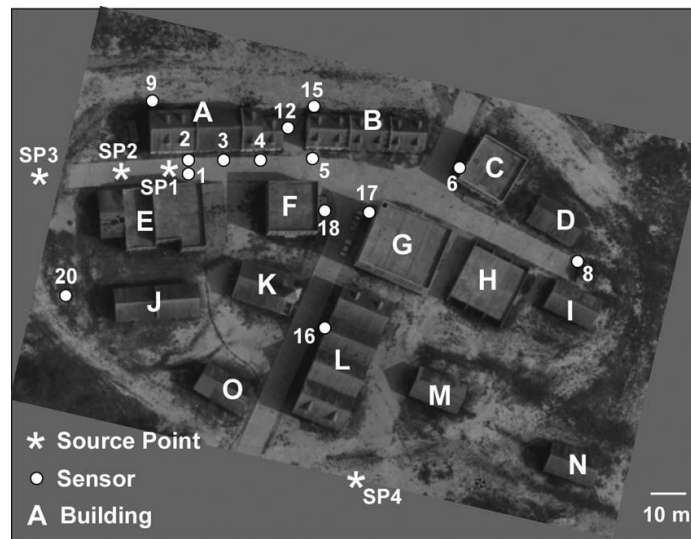 9
15
A
12
B
2
3
4
5
SP3
SP2
SP1
1
6
C
17
D
E
F
18
G
8
20
J
K
H
I
16
L
O
M
N
* Source Point
Sensor
A Building
SP4
10 m